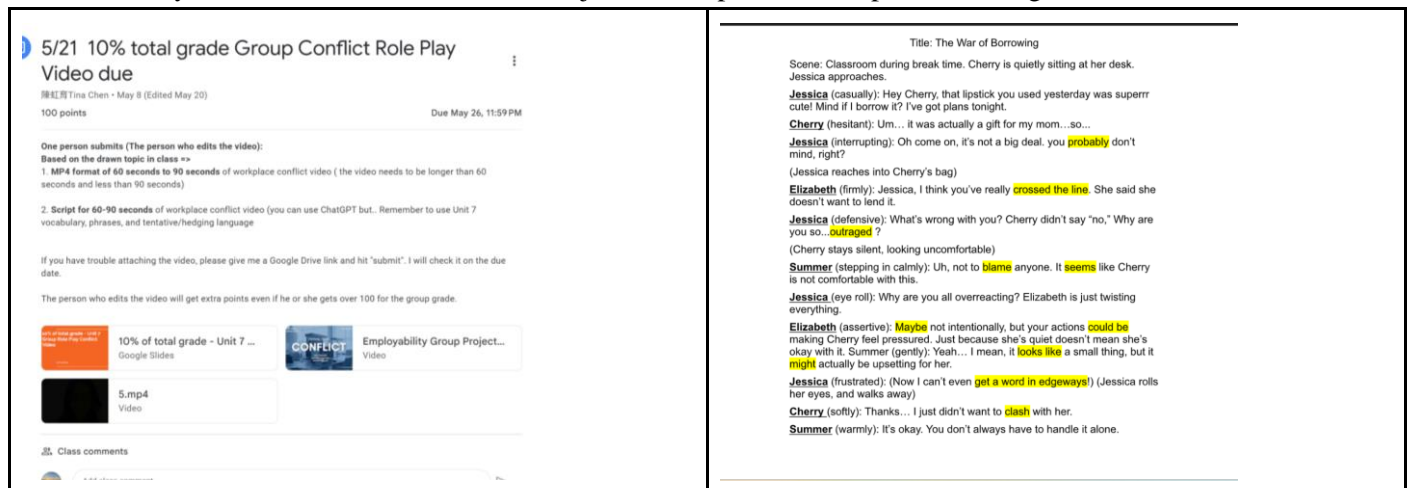 5/21 10% total grade Group Conflict Role Play
Video due
Tina Chen • May 8 (Edited May 20)
100 points
Due May 26, 11:59 PM
One person submits (The person who edits the video):
Based on the drawn topic in class =>
1. MP4 format of 60 seconds to 90 seconds of workplace conflict video ( the video needs to be longer than 60
seconds and less than 90 seconds)
2. Script for 60-90 seconds of workplace conflict video (you can use ChatGPT but.. Remember to use Unit 7
vocabulary, phrases, and tentative/hedging language
If you have trouble attaching the video, please give me a Google Drive link and hit "submit". I will check it on the due
date.
The person who edits the video will get extra points even if he or she gets over 100 for the group grade.
10% of total grade - Unit 7 ...
Google Slides
CONFLICT
Employability Group Project...
Video
5.mp4
Video
Class comments
Title: The War of Borrowing
Scene: Classroom during break time. Cherry is quietly sitting at her desk.
Jessica approaches.
Jessica (casually): Hey Cherry, that lipstick you used yesterday was superrr
cute! Mind if I borrow it? I've got plans tonight.
Cherry (hesitant): Um… it was actually a gift for my mom…so...
Jessica (interrupting): Oh come on, it's not a big deal. you probably don't
mind, right?
(Jessica reaches into Cherry's bag)
Elizabeth (firmly): Jessica, I think you've really crossed the line. She said she
doesn't want to lend it.
Jessica (defensive): What's wrong with you? Cherry didn't say "no," Why are
you so...outraged ?
(Cherry stays silent, looking uncomfortable)
Summer (stepping in calmly): Uh, not to blame anyone. It seems like Cherry
is not comfortable with this.
Jessica (eye roll): Why are you all overreacting? Elizabeth is just twisting
everything.
Elizabeth (assertive): Maybe not intentionally, but your actions could be
making Cherry feel pressured. Just because she's quiet doesn't mean she's
okay with it. Summer (gently): Yeah… I mean, it looks like a small thing, but it
might actually be upsetting for her.
Jessica (frustrated): (Now I can't even get a word in edgeways!) (Jessica rolls
her eyes, and walks away)
Cherry (softly): Thanks… I just didn't want to clash with her.
Summer (warmly): It's okay. You don't always have to handle it alone.